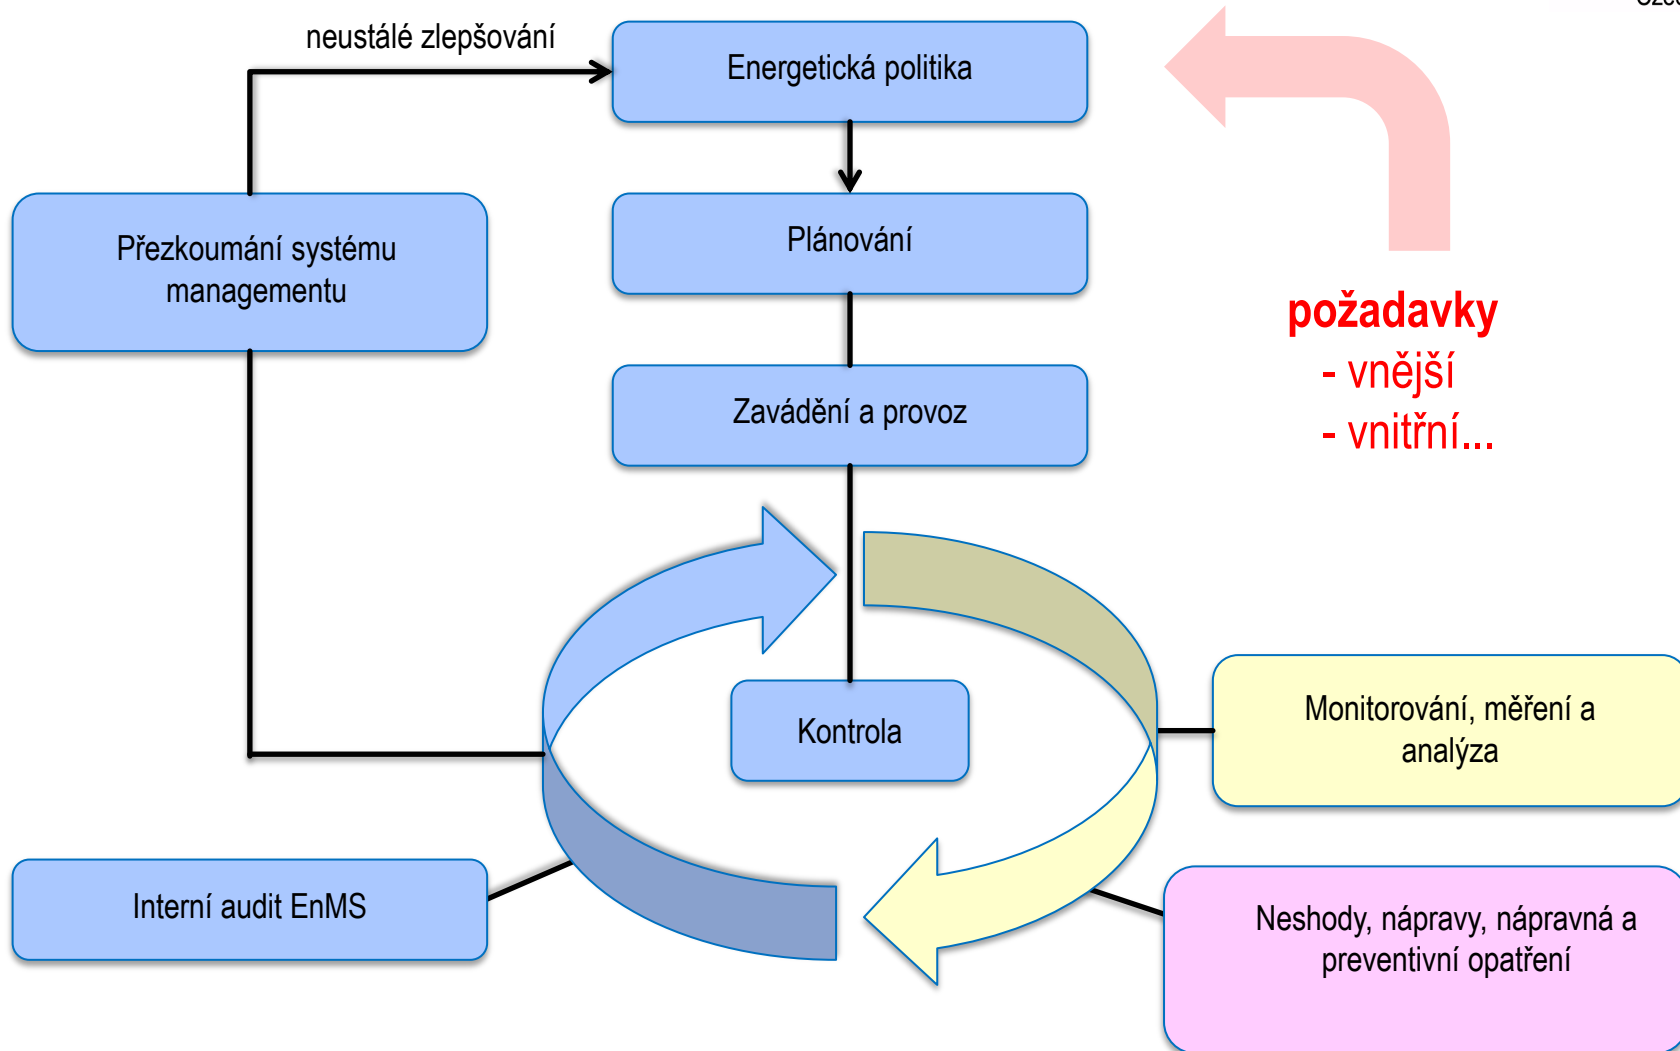 neustálé zlepšování
Energetická politika
Přezkoumání systému
managementu
Plánování
požadavky
- vnější
- vnitřní...
Zavádění a provoz
Kontrola
Monitorování, měření a
analýza
Interní audit EnMS
Neshody, nápravy, nápravná a
preventivní opatření